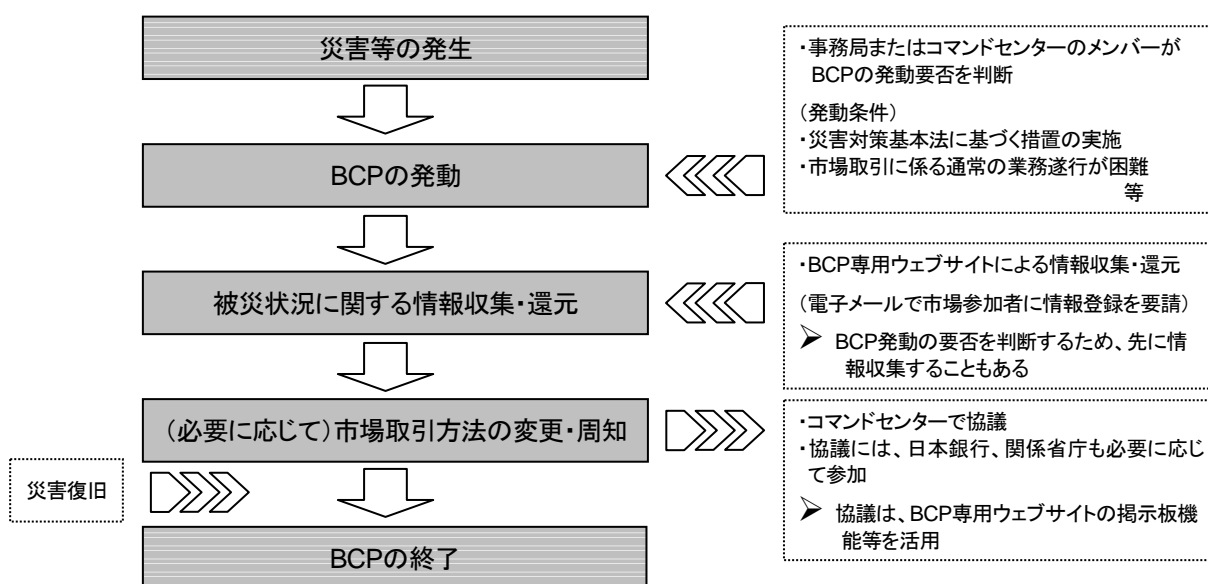 災害等の発生
・事務局またはコマンドセンターのメンバーが
BCPの発動要否を判断
(発動条件)
・災害対策基本法に基づく措置の実施
・市場取引に係る通常の業務遂行が困難
等
BCPの発動
・BCP専用ウェブサイトによる情報収集・還元
(電子メールで市場参加者に情報登録を要請)
➢ BCP発動の要否を判断するため、先に情
報収集することもある
被災状況に関する情報収集・還元
(必要に応じて)市場取引方法の変更・周知
・コマンドセンターで協議
・協議には、日本銀行、関係省庁も必要に応じ
て参加
➢ 協議は、BCP専用ウェブサイトの掲示板機
能等を活用
災害復旧
BCPの終了